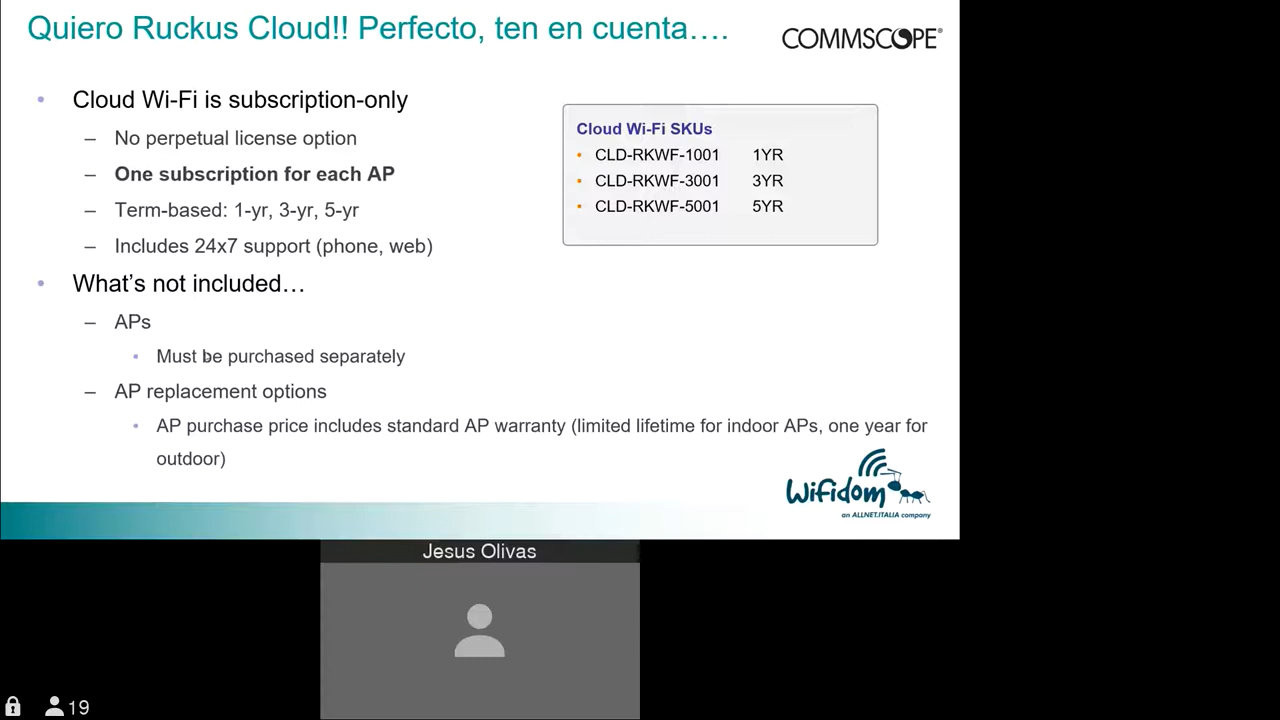 Quiero Ruckus Cloud!! Perfecto, ten en cuenta….
COMMSCOPE®
• Cloud Wi-Fi is subscription-only
– No perpetual license option
– One subscription for each AP
– Term-based: 1-yr, 3-yr, 5-yr
– Includes 24x7 support (phone, web)
• What’s not included…
– APs
• Must be purchased separately
– AP replacement options
• AP purchase price includes standard AP warranty (limited lifetime for indoor APs, one year for
outdoor)
Cloud Wi-Fi SKUs
• CLD-RKWF-1001 1YR
• CLD-RKWF-3001 3YR
• CLD-RKWF-5001 5YR
Wifidom
an ALLNET.ITALIA company
Jesus Olivas
19